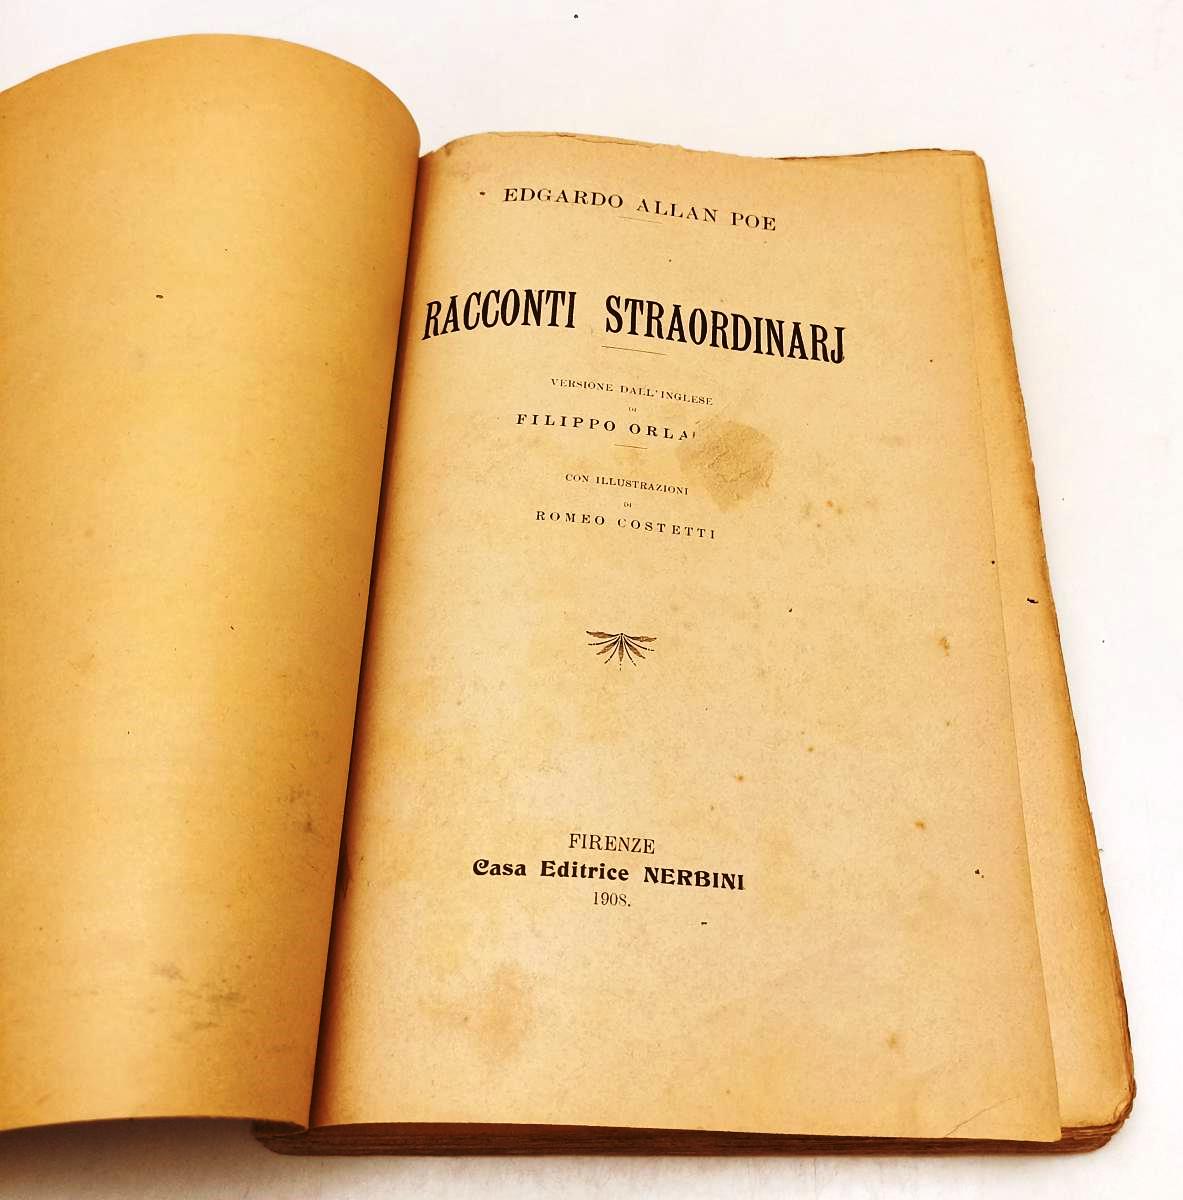 EDGARDO ALLAN POE
RACCONTI STRAORDINARJ
VERSIONE DALL'INGLESE
DI
FILIPPO
CON ILLUSTRAZIONI
DI
ROMEO COSTETTI
FIRENZE
Casa Editrice NERBINI
1908.